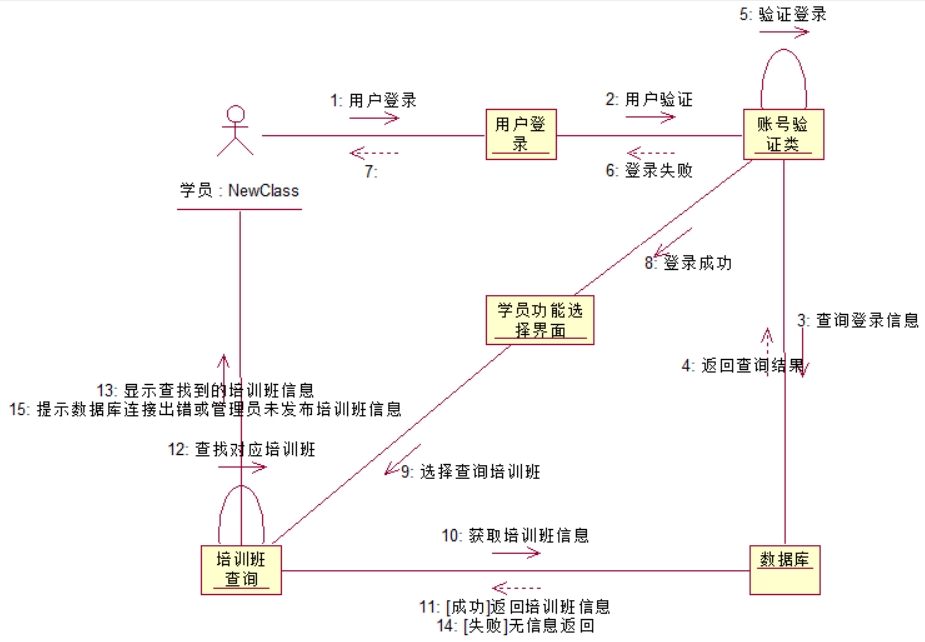 5: 验证登录
1: 用户登录
2: 用户验证
用户登
录
账号验
证类
7:
6: 登录失败
学员 : NewClass
8: 登录成功
学员功能选
择界面
3: 查询登录信息
4: 返回查询结果
13: 显示查找到的培训班信息
15: 提示数据库连接出错或管理员未发布培训班信息
12: 查找对应培训班
9: 选择查询培训班
10: 获取培训班信息
培训班
查询
数据库
11: [成功]返回培训班信息
14: [失败]无信息返回